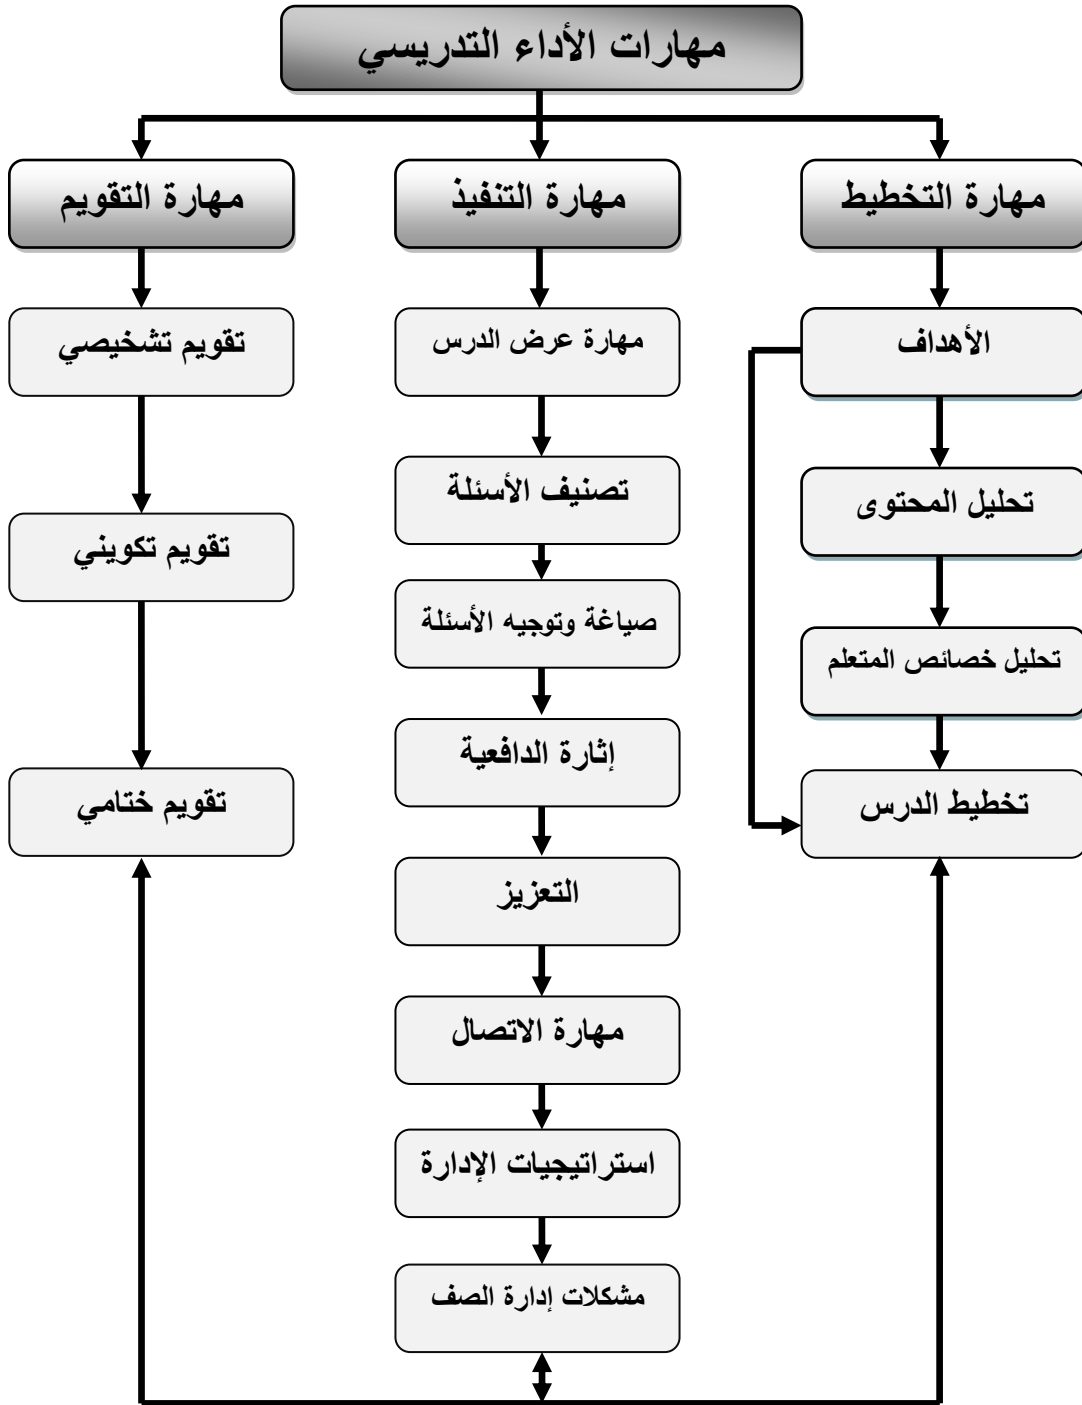 مهارات الأداء التدريسي
مهارة التخطيط
مهارة التنفيذ
مهارة التقويم
الأهداف
تحليل المحتوى
تحليل خصائص المتعلم
تخطيط الدرس
مهارة عرض الدرس
تصنيف الأسئلة
صياغة وتوجيه الأسئلة
إثارة الدافعية
التعزيز
مهارة الاتصال
استراتيجيات الإدارة
مشكلات إدارة الصف
تقويم تشخيصي
تقويم تكويني
تقويم ختامي